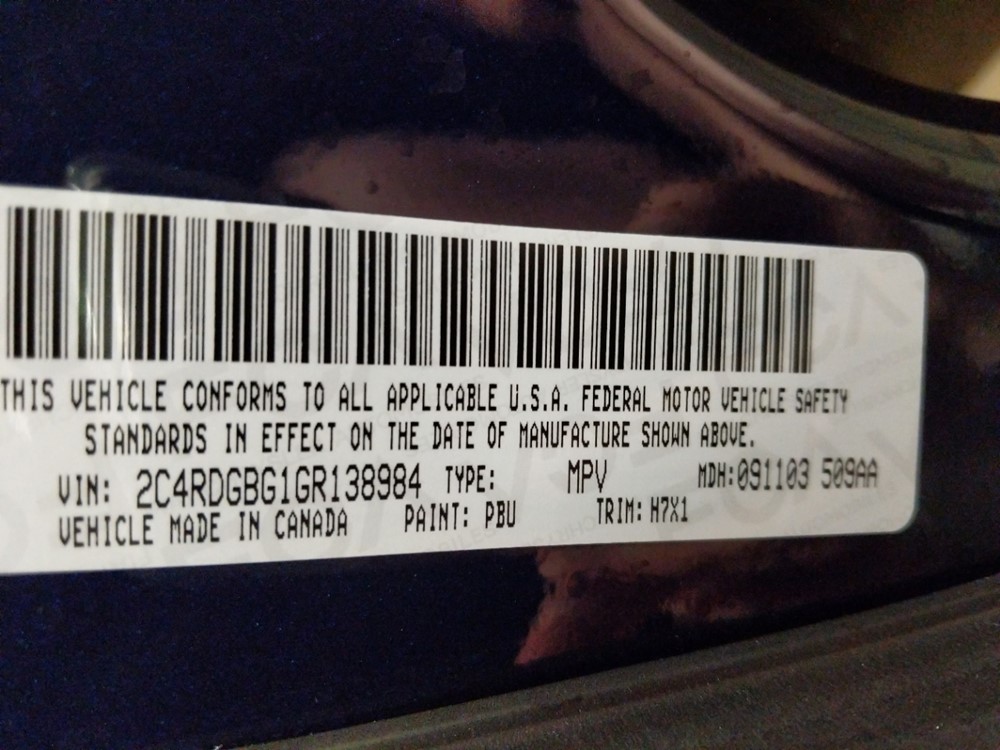 THIS VEHICLE CONFORMS TO ALL APPLICABLE U.S.A. FEDERAL MOTOR VEHICLE SAFETY
STANDARDS IN EFFECT ON THE DATE OF MANUFACTURE SHOWN ABOVE.
VIN: 2C4RDGBG1GR138984 TYPE: MPV MDH:091103 509AA
VEHICLE MADE IN CANADA PAINT: PBU TRIM: H7X1